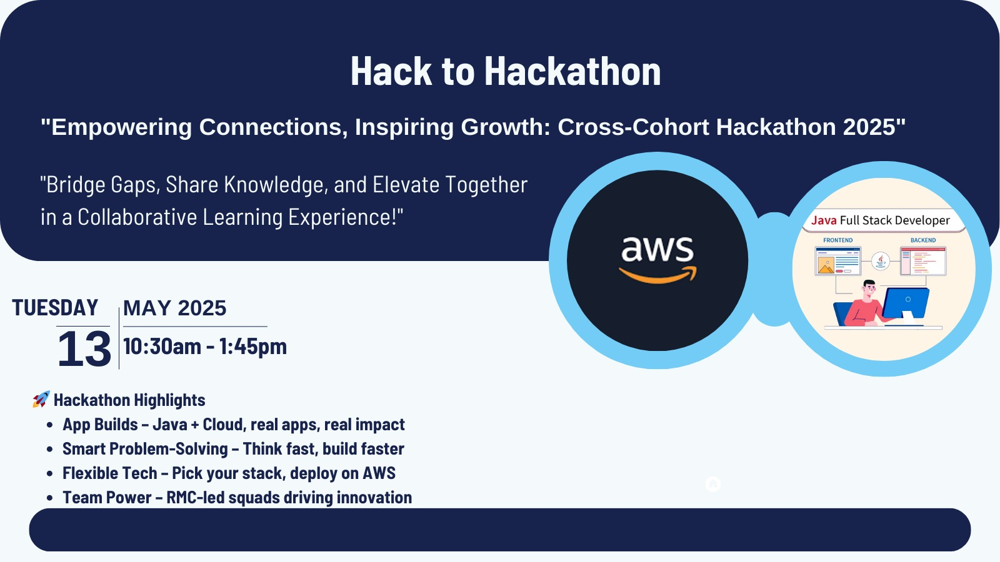 Hack to Hackathon
"Empowering Connections, Inspiring Growth: Cross-Cohort Hackathon 2025"
"Bridge Gaps, Share Knowledge, and Elevate Together
in a Collaborative Learning Experience!"
aws
Java Full Stack Developer
FRONTEND
BACKEND
TUESDAY
13
MAY 2025
10:30am - 1:45pm
🚀 Hackathon Highlights
• App Builds – Java + Cloud, real apps, real impact
• Smart Problem-Solving – Think fast, build faster
• Flexible Tech – Pick your stack, deploy on AWS
• Team Power – RMC-led squads driving innovation